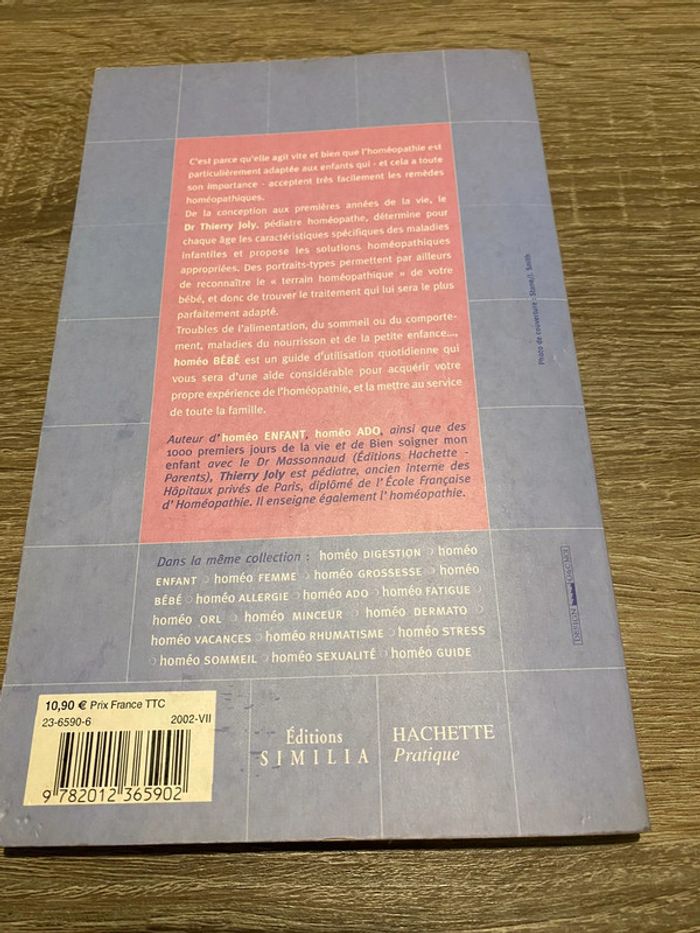 C'est parce qu'elle agit vite et bien que l'homéopathie est
particulièrement adaptée aux enfants qui - et cela a toute
son importance - acceptent très facilement les remèdes
homéopathiques.
De la conception aux premières années de la vie, le
Dr Thierry Joly, pédiatre homéopathe, détermine pour
chaque âge les caractéristiques spécifiques des maladies
infantiles et propose les solutions homéopathiques
appropriées. Des portraits-types permettent par ailleurs
de reconnaître le « terrain homéopathique » de votre
bébé, et donc de trouver le traitement qui lui sera le plus
parfaitement adapté.
Troubles de l'alimentation, du sommeil ou du comporte-
ment, maladies du nourrisson et de la petite enfance...,
homéo BÉBÉ est un guide d'utilisation quotidienne qui
vous sera d'une aide considérable pour acquérir votre
propre expérience de l'homéopathie, et la mettre au service
de toute la famille.
Auteur d'homéo ENFANT, homéo ADO, ainsi que des
1000 premiers jours de la vie et de Bien soigner mon
enfant avec le Dr Massonnaud (Éditions Hachette -
Parents), Thierry Joly est pédiatre, ancien interne des
Hôpitaux privés de Paris, diplômé de l'École Française
d'Homéopathie. Il enseigne également l'homéopathie.
Dans la même collection : homéo DIGESTION homéo
ENFANT homéo FEMME homéo GROSSESSE homéo
BÉBÉ homéo ALLERGIE homéo ADO homéo FATIGUE
homéo ORL homéo MINCEUR homéo DERMATO
homéo VACANCES homéo RHUMATISME homéo STRESS
homéo SOMMEIL homéo SEXUALITÉ homéo GUIDE
10,90 € Prix France TTC
23-6590-6 2002-VII
9 782012 365902
Éditions
SIMILIA
HACHETTE
Pratique
Photo de couverture : Stone/J. Smith
DESIGN